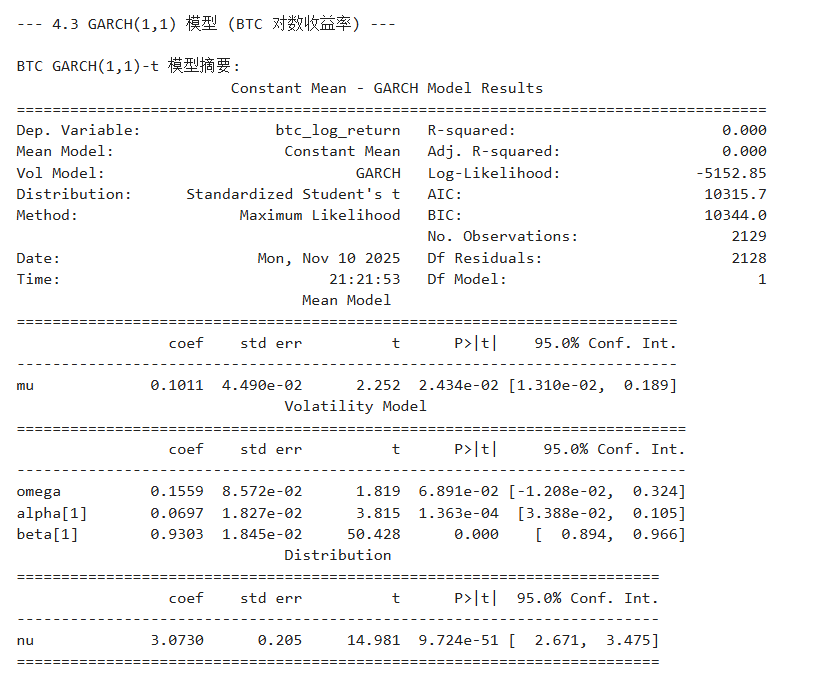 --- 4.3 GARCH(1,1) 模型 (BTC 对数收益率) ---
BTC GARCH(1,1)-t 模型摘要:
Constant Mean - GARCH Model Results
==============================================================================
Dep. Variable: btc_log_return R-squared: 0.000
Mean Model: Constant Mean Adj. R-squared: 0.000
Vol Model: GARCH Log-Likelihood: -5152.85
Distribution: Standardized Student's t AIC: 10315.7
Method: Maximum Likelihood BIC: 10344.0
No. Observations: 2129
Date: Mon, Nov 10 2025 Df Residuals: 2128
Time: 21:21:53 Df Model: 1
Mean Model
==========================================================================
coef std err t P>|t| 95.0% Conf. Int.
--------------------------------------------------------------------------
mu 0.1011 4.490e-02 2.252 2.434e-02 [1.310e-02, 0.189]
Volatility Model
===========================================================================
coef std err t P>|t| 95.0% Conf. Int.
---------------------------------------------------------------------------
omega 0.1559 8.572e-02 1.819 6.891e-02 [-1.208e-02, 0.324]
alpha[1] 0.0697 1.827e-02 3.815 1.363e-04 [3.388e-02, 0.105]
beta[1] 0.9303 1.845e-02 50.428 0.000 [ 0.894, 0.966]
Distribution
========================================================================
coef std err t P>|t| 95.0% Conf. Int.
------------------------------------------------------------------------
nu 3.0730 0.205 14.981 9.724e-51 [ 2.671, 3.475]
========================================================================